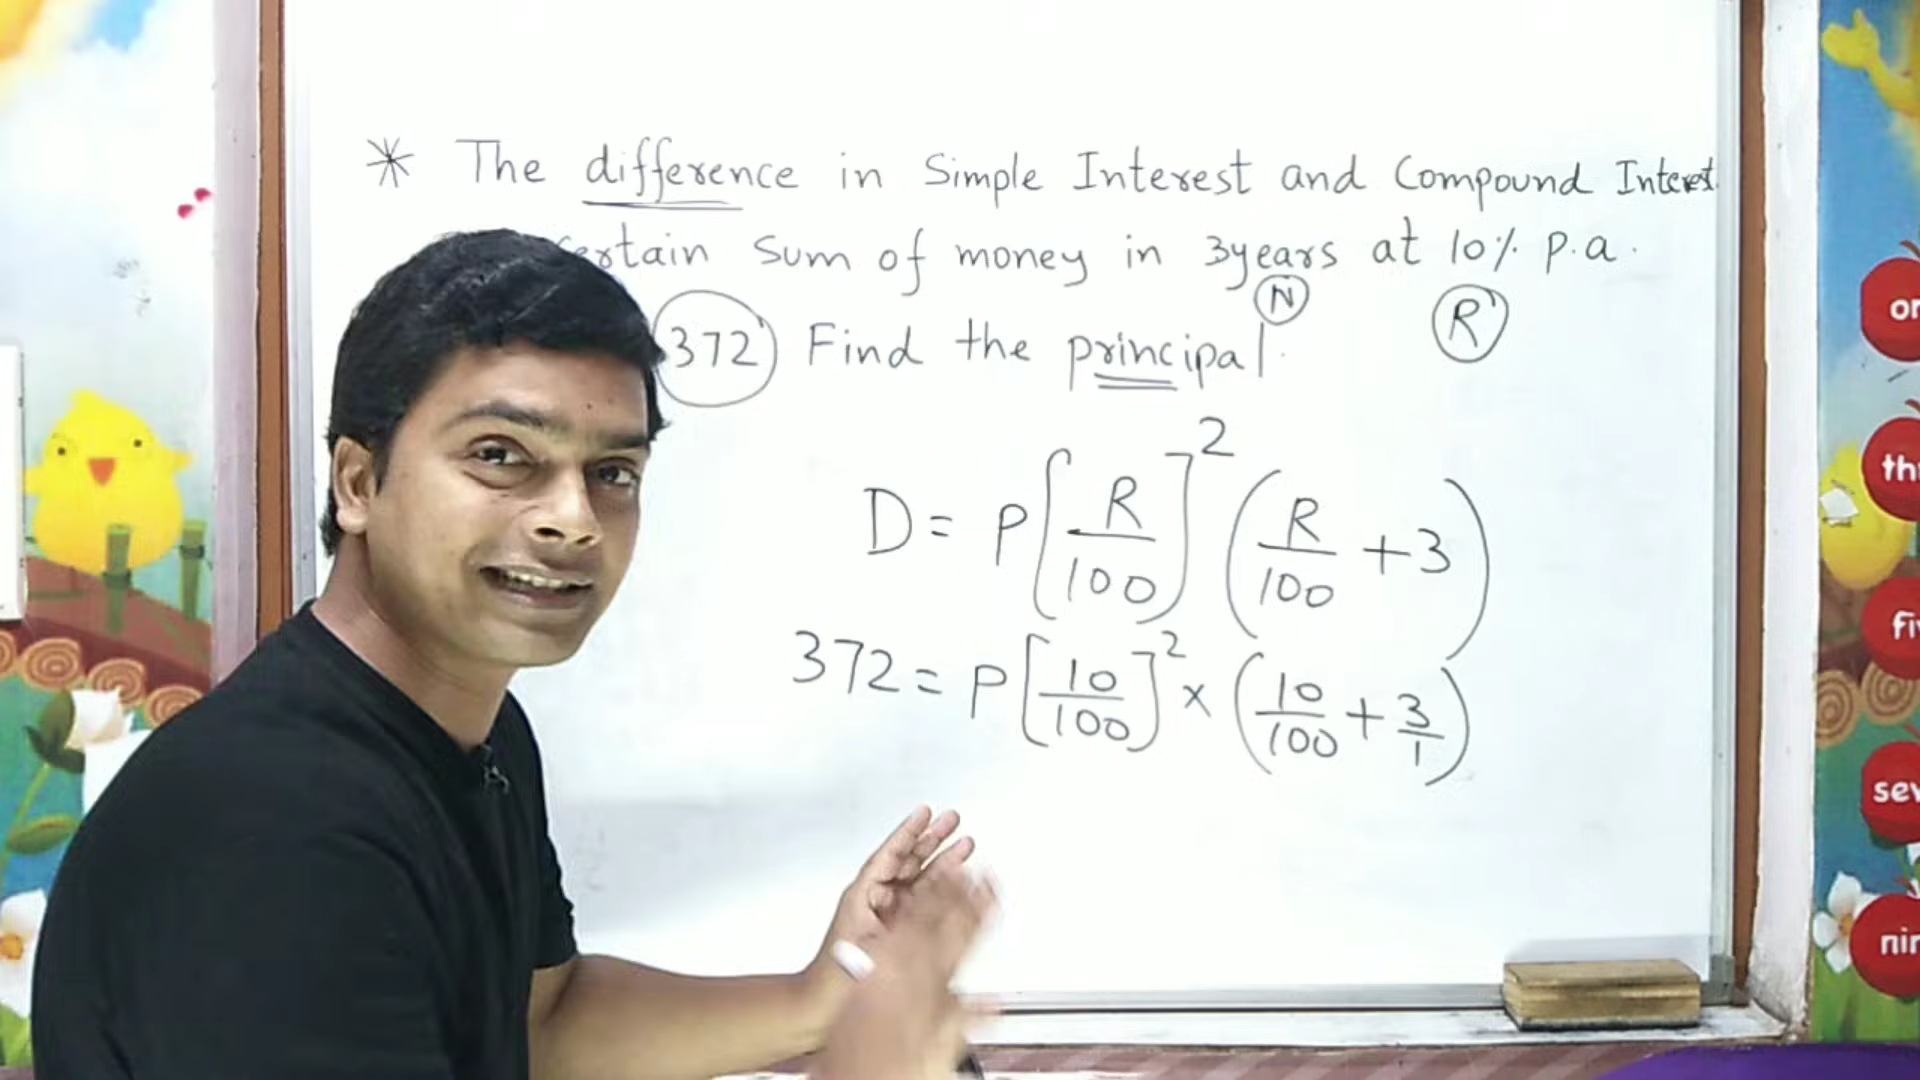 * The difference in Simple Interest and Compound Interest
sum of money in 3years at 10% p.a.
N
R
372 Find the principal.
D = P[R/100]^2 (R/100 + 3)
372 = P[10/100]^2 × (10/100 + 3/1)